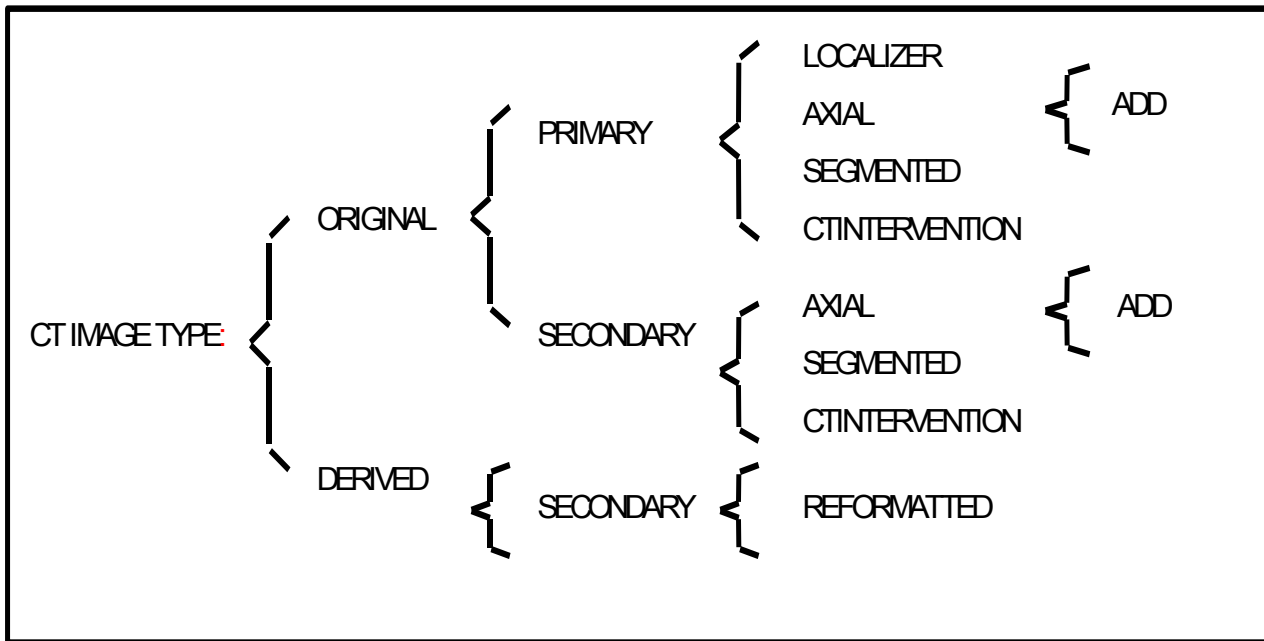 LOCALIZER
ADD
PRIMARY
AXIAL
SEGMENTED
ORIGINAL
CTINTERVENTION
AXIAL
ADD
CT IMAGE TYPE:
SECONDARY
SEGMENTED
CTINTERVENTION
DERIVED
SECONDARY
REFORMATTED